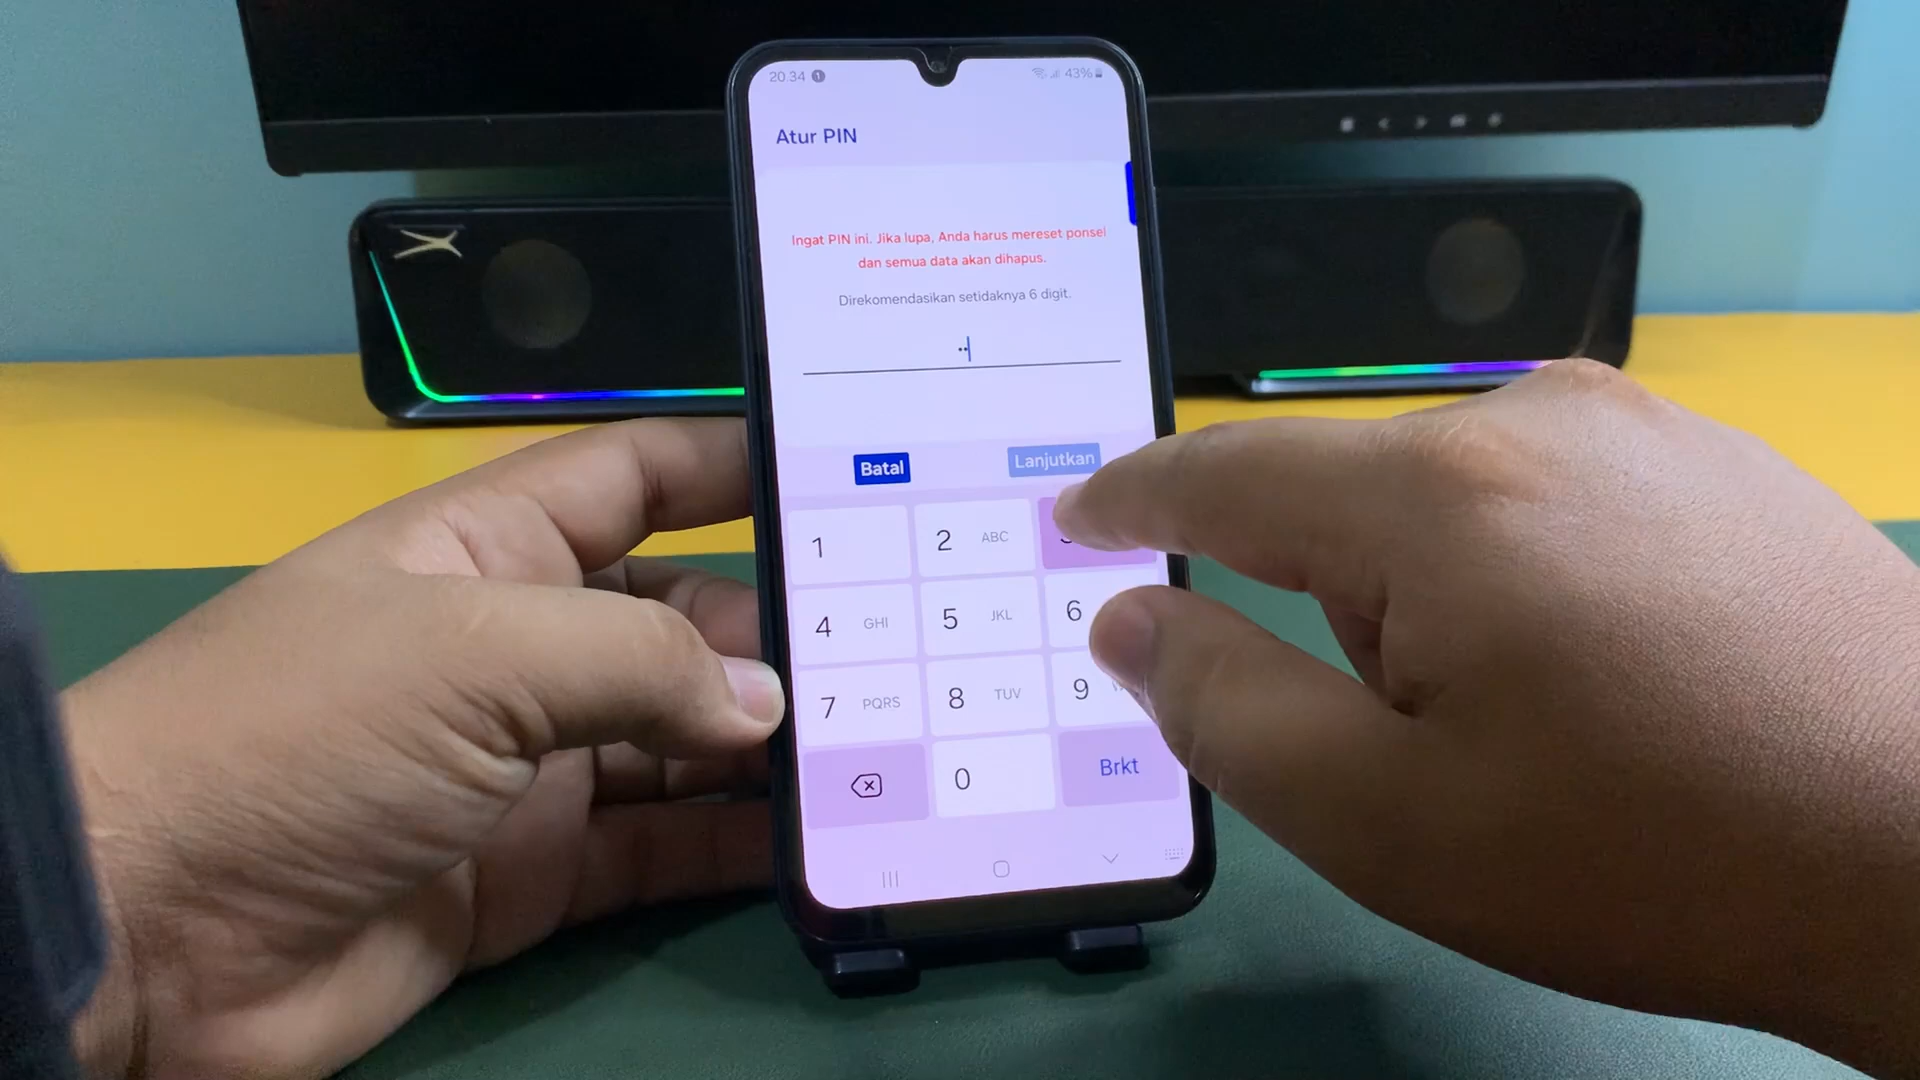 20.34 1 43%
Atur PIN
Ingat PIN ini. Jika lupa, Anda harus mereset ponsel
dan semua data akan dihapus.
Direkomendasikan setidaknya 6 digit.
Batal Lanjutkan
1 2 ABC
4 GHI 5 JKL 6
7 PQRS 8 TUV 9
0 Brkt